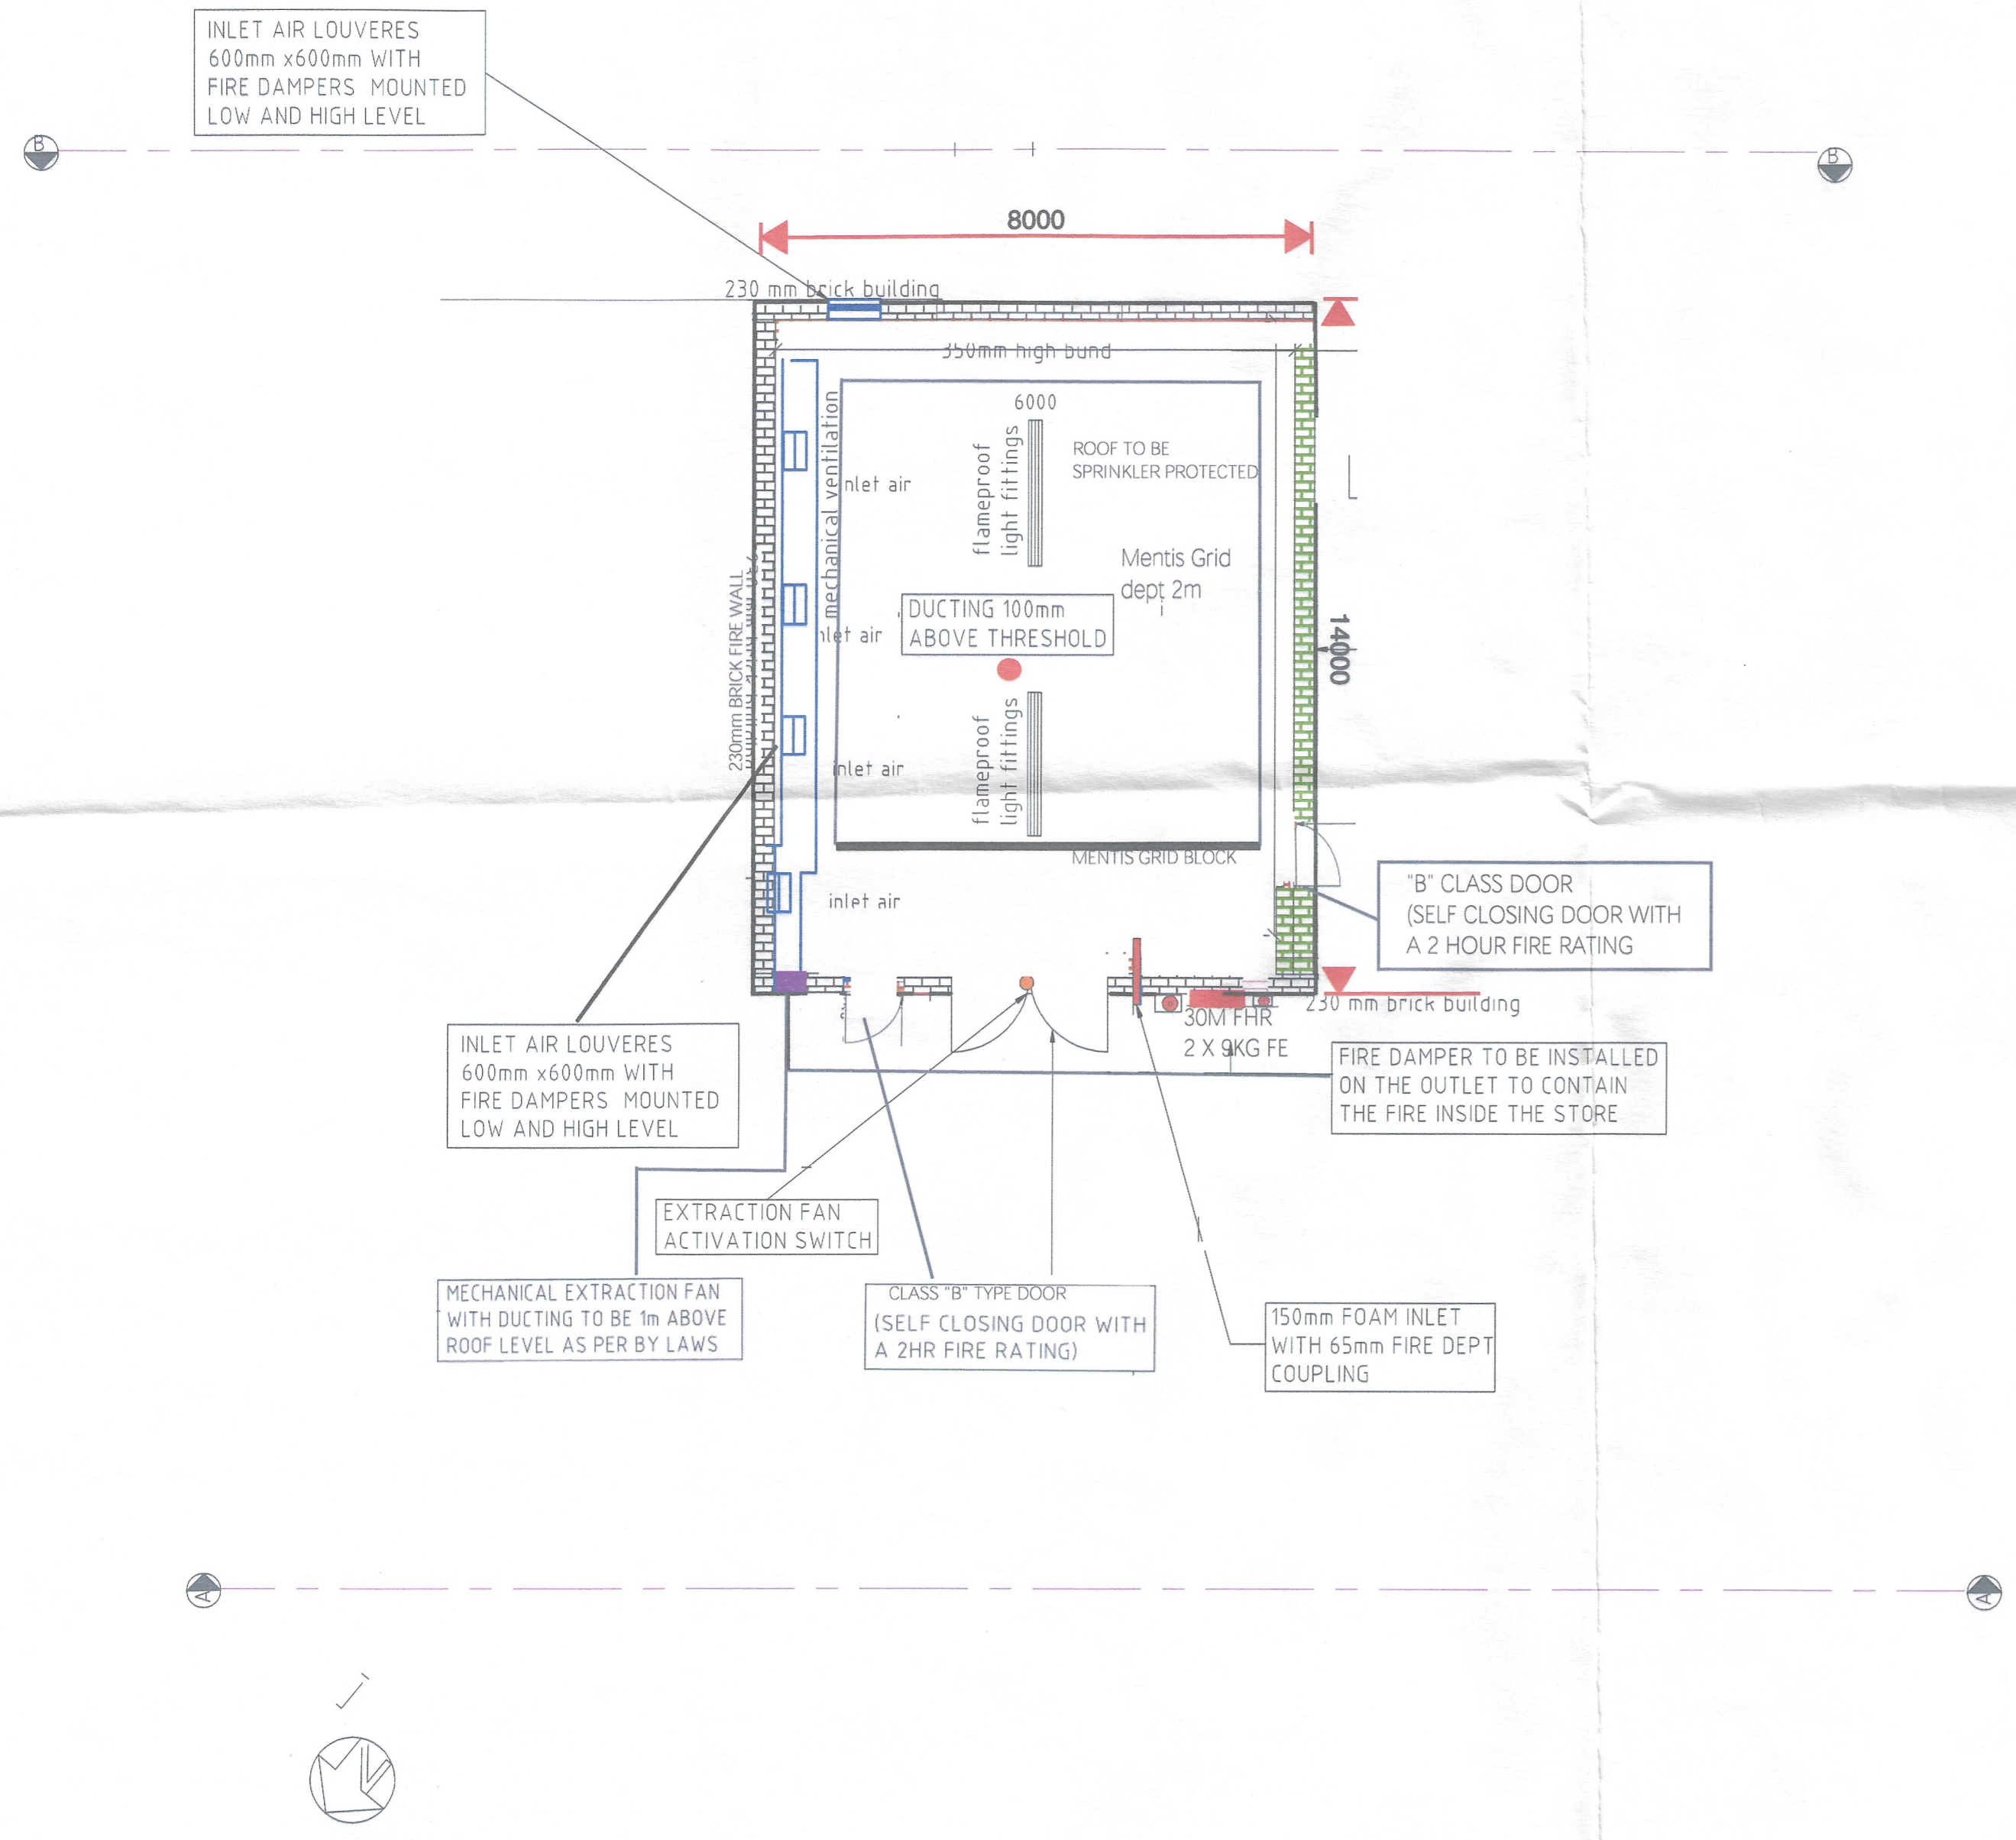 INLET AIR LOUVERES
600mm x600mm WITH
FIRE DAMPERS MOUNTED
LOW AND HIGH LEVEL
B
B
8000
230 mm brick building
350mm high bund
6000
mechanical ventilation
flameproof
light fittings
ROOF TO BE
SPRINKLER PROTECTED
nlet air
Mentis Grid
dept 2m
DUCTING 100mm
ABOVE THRESHOLD
230mm BRICK FIRE WALL
nlet air
14000
flameproof
light fittings
inlet air
MENTIS GRID BLOCK
inlet air
"B" CLASS DOOR
(SELF CLOSING DOOR WITH
A 2 HOUR FIRE RATING
230 mm brick building
30M FHR
2 X 9KG FE
INLET AIR LOUVERES
600mm x600mm WITH
FIRE DAMPERS MOUNTED
LOW AND HIGH LEVEL
FIRE DAMPER TO BE INSTALLED
ON THE OUTLET TO CONTAIN
THE FIRE INSIDE THE STORE
EXTRACTION FAN
ACTIVATION SWITCH
MECHANICAL EXTRACTION FAN
WITH DUCTING TO BE 1m ABOVE
ROOF LEVEL AS PER BY LAWS
CLASS "B" TYPE DOOR
(SELF CLOSING DOOR WITH
A 2HR FIRE RATING)
150mm FOAM INLET
WITH 65mm FIRE DEPT
COUPLING
A
A